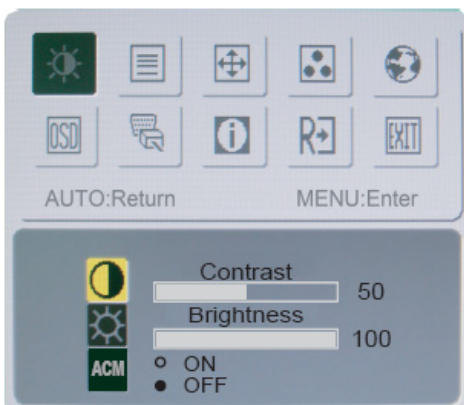 OSD
i
R
EXIT
AUTO:Return MENU:Enter
Contrast
50
Brightness
100
ACM
ON
OFF